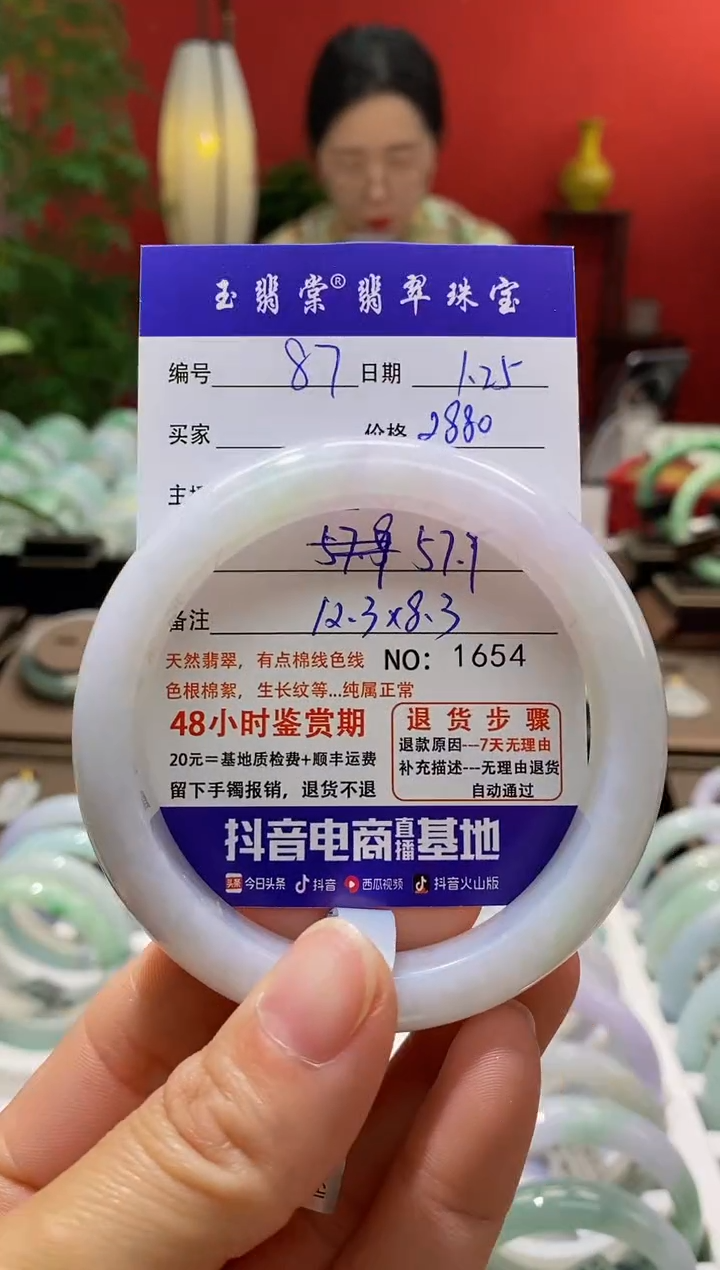 玉翡棠®翡翠珠宝
编号 87 日期 1.25
买家 价格 2880
主
57.1
备注 12.3x8.3
天然翡翠，有点棉线色线 NO: 1654
色根棉絮，生长纹等...纯属正常
48小时鉴赏期
20元=基地质检费+顺丰运费
留下手镯报销，退货不退
退货步骤
退款原因---7天无理由
补充描述---无理由退货
自动通过
抖音电商直播基地
头条 今日头条 抖音 西瓜视频 抖音火山版